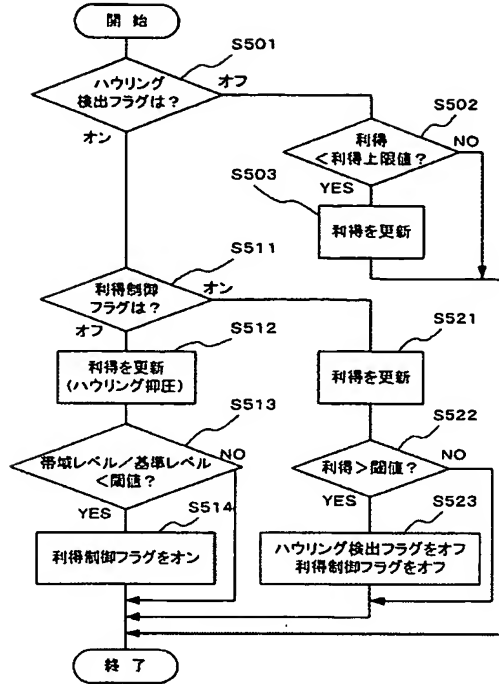 開 始
S501
ハウリング
検出フラグは？
オフ
オン
S502
利得
＜利得上限値？
NO
YES
S503
利得を更新
S511
利得制御
フラグは？
オン
オフ
S512
利得を更新
(ハウリング抑圧)
S521
利得を更新
S513
帯域レベル／基準レベル
＜閾値？
NO
YES
S522
利得＞閾値？
NO
YES
S514
利得制御フラグをオン
S523
ハウリング検出フラグをオフ
利得制御フラグをオフ
終 了